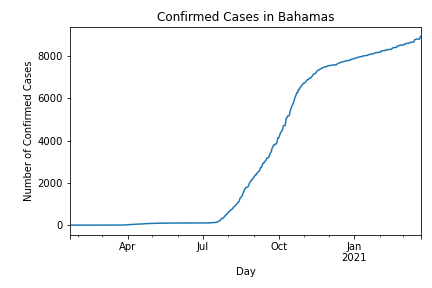 Confirmed Cases in Bahamas
Number of Confirmed Cases
8000
6000
4000
2000
0
Apr
Jul
Oct
Jan
2021
Day